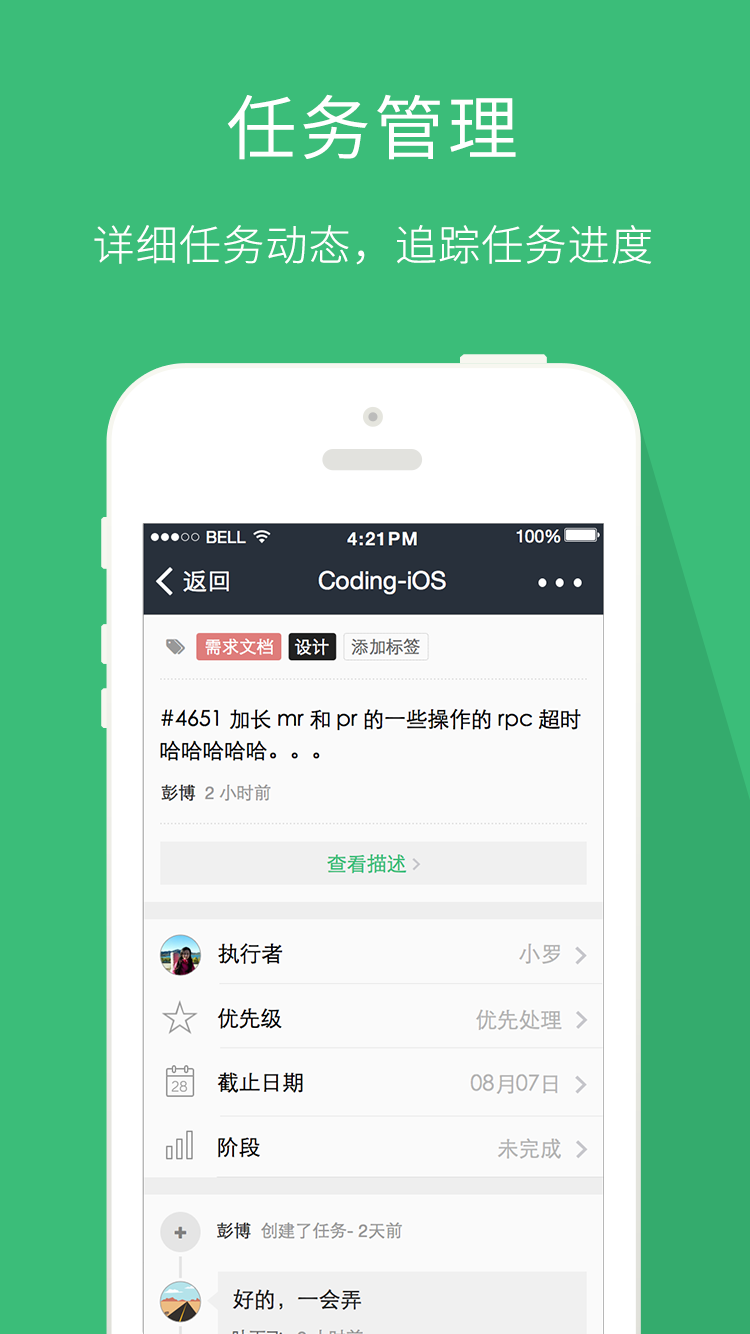 任务管理
详细任务动态，追踪任务进度
BELL 4:21PM 100%
返回 Coding-iOS
需求文档 设计 添加标签
#4651 加长 mr 和 pr 的一些操作的 rpc 超时
哈哈哈哈哈。。。
彭博 2 小时前
查看描述
执行者 小罗
优先级 优先处理
28 截止日期 08月07日
阶段 未完成
彭博 创建了任务- 2天前
好的，一会弄